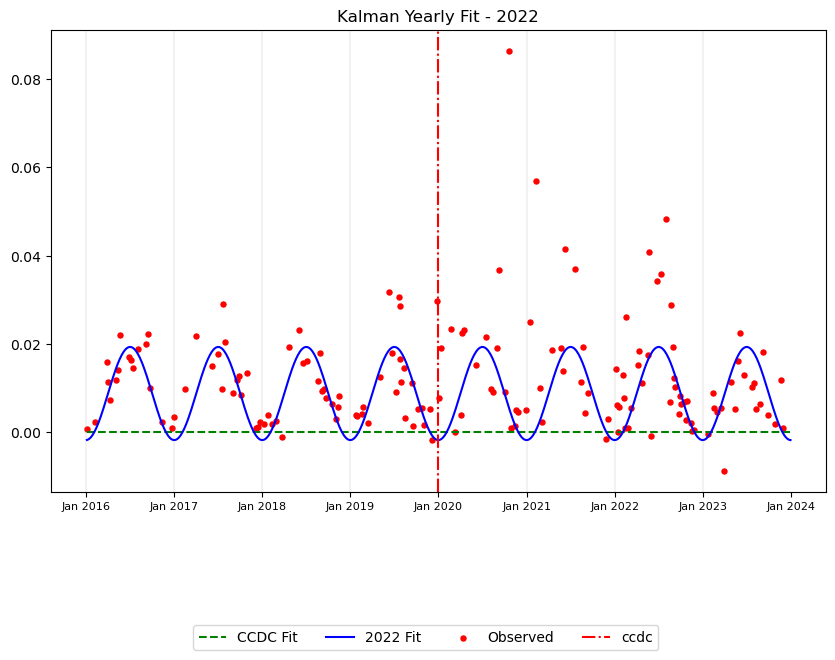 Kalman Yearly Fit - 2022
0.08
0.06
0.04
0.02
0.00
Jan 2016 Jan 2017 Jan 2018 Jan 2019 Jan 2020 Jan 2021 Jan 2022 Jan 2023 Jan 2024
CCDC Fit 2022 Fit Observed ccdc